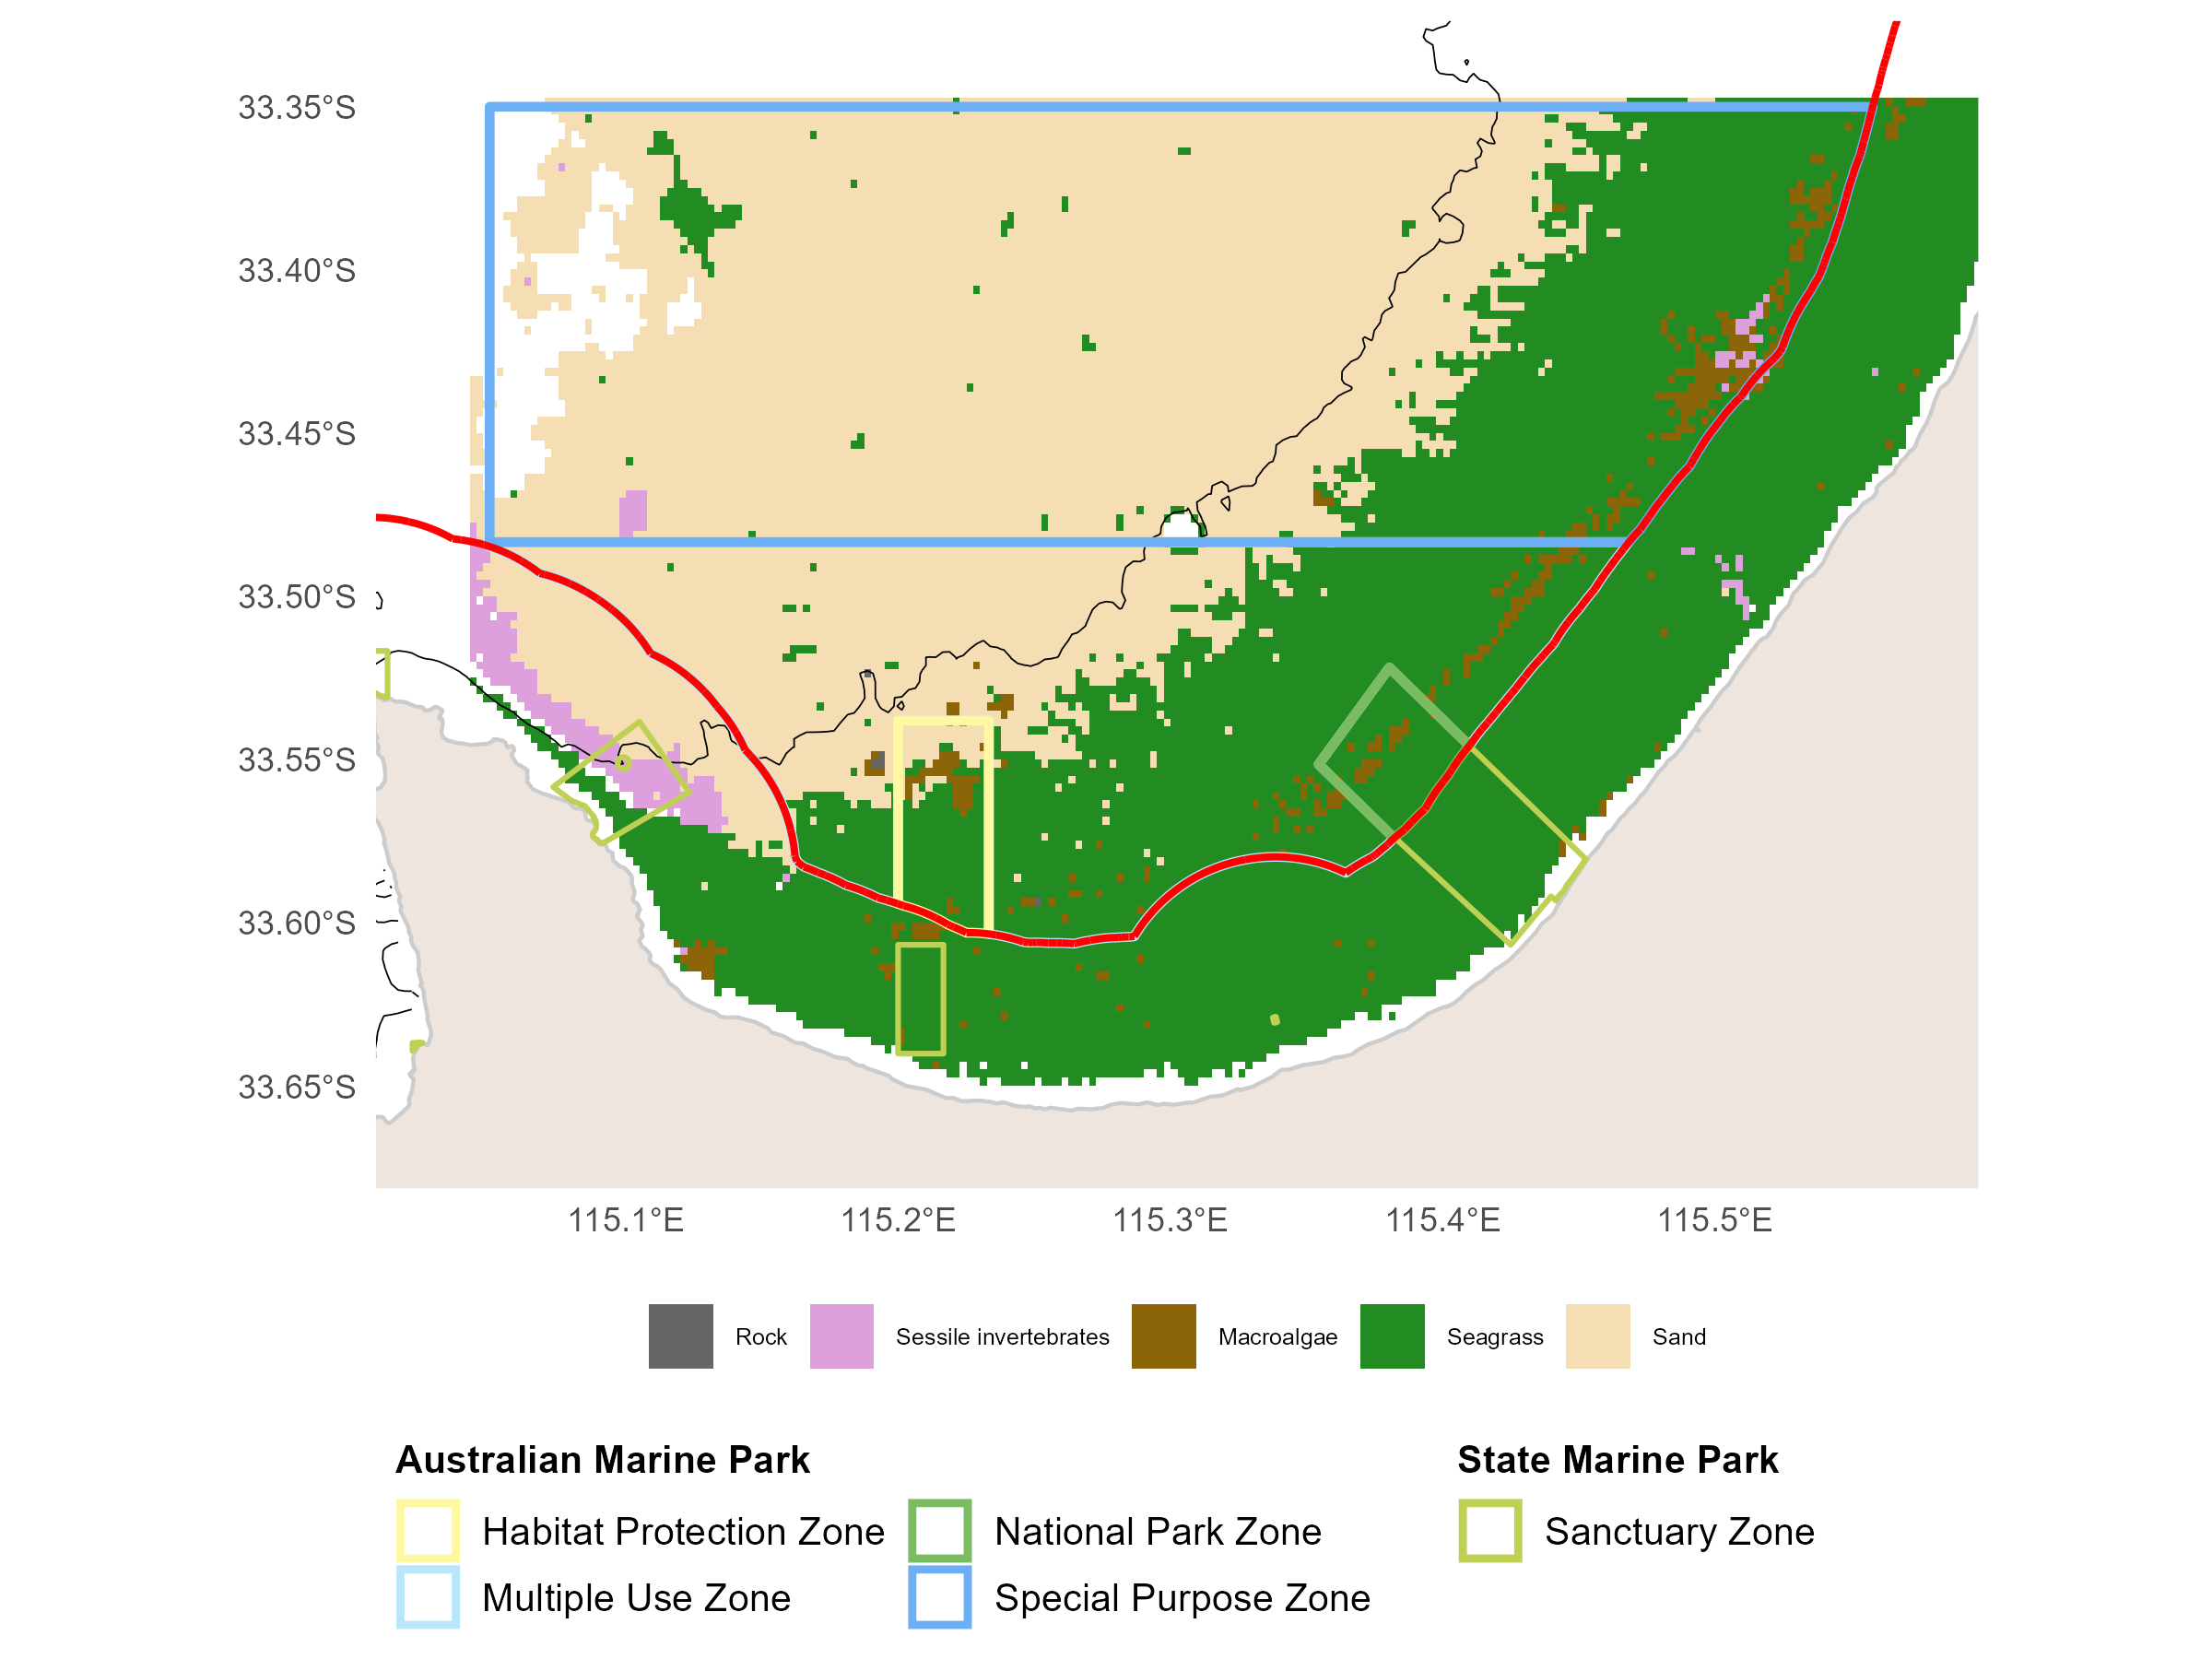 33.35°S
33.40°S
33.45°S
33.50°S
33.55°S
33.60°S
33.65°S
115.1°E 115.2°E 115.3°E 115.4°E 115.5°E
Rock Sessile invertebrates Macroalgae Seagrass Sand
Australian Marine Park State Marine Park
Habitat Protection Zone National Park Zone Sanctuary Zone
Multiple Use Zone Special Purpose Zone